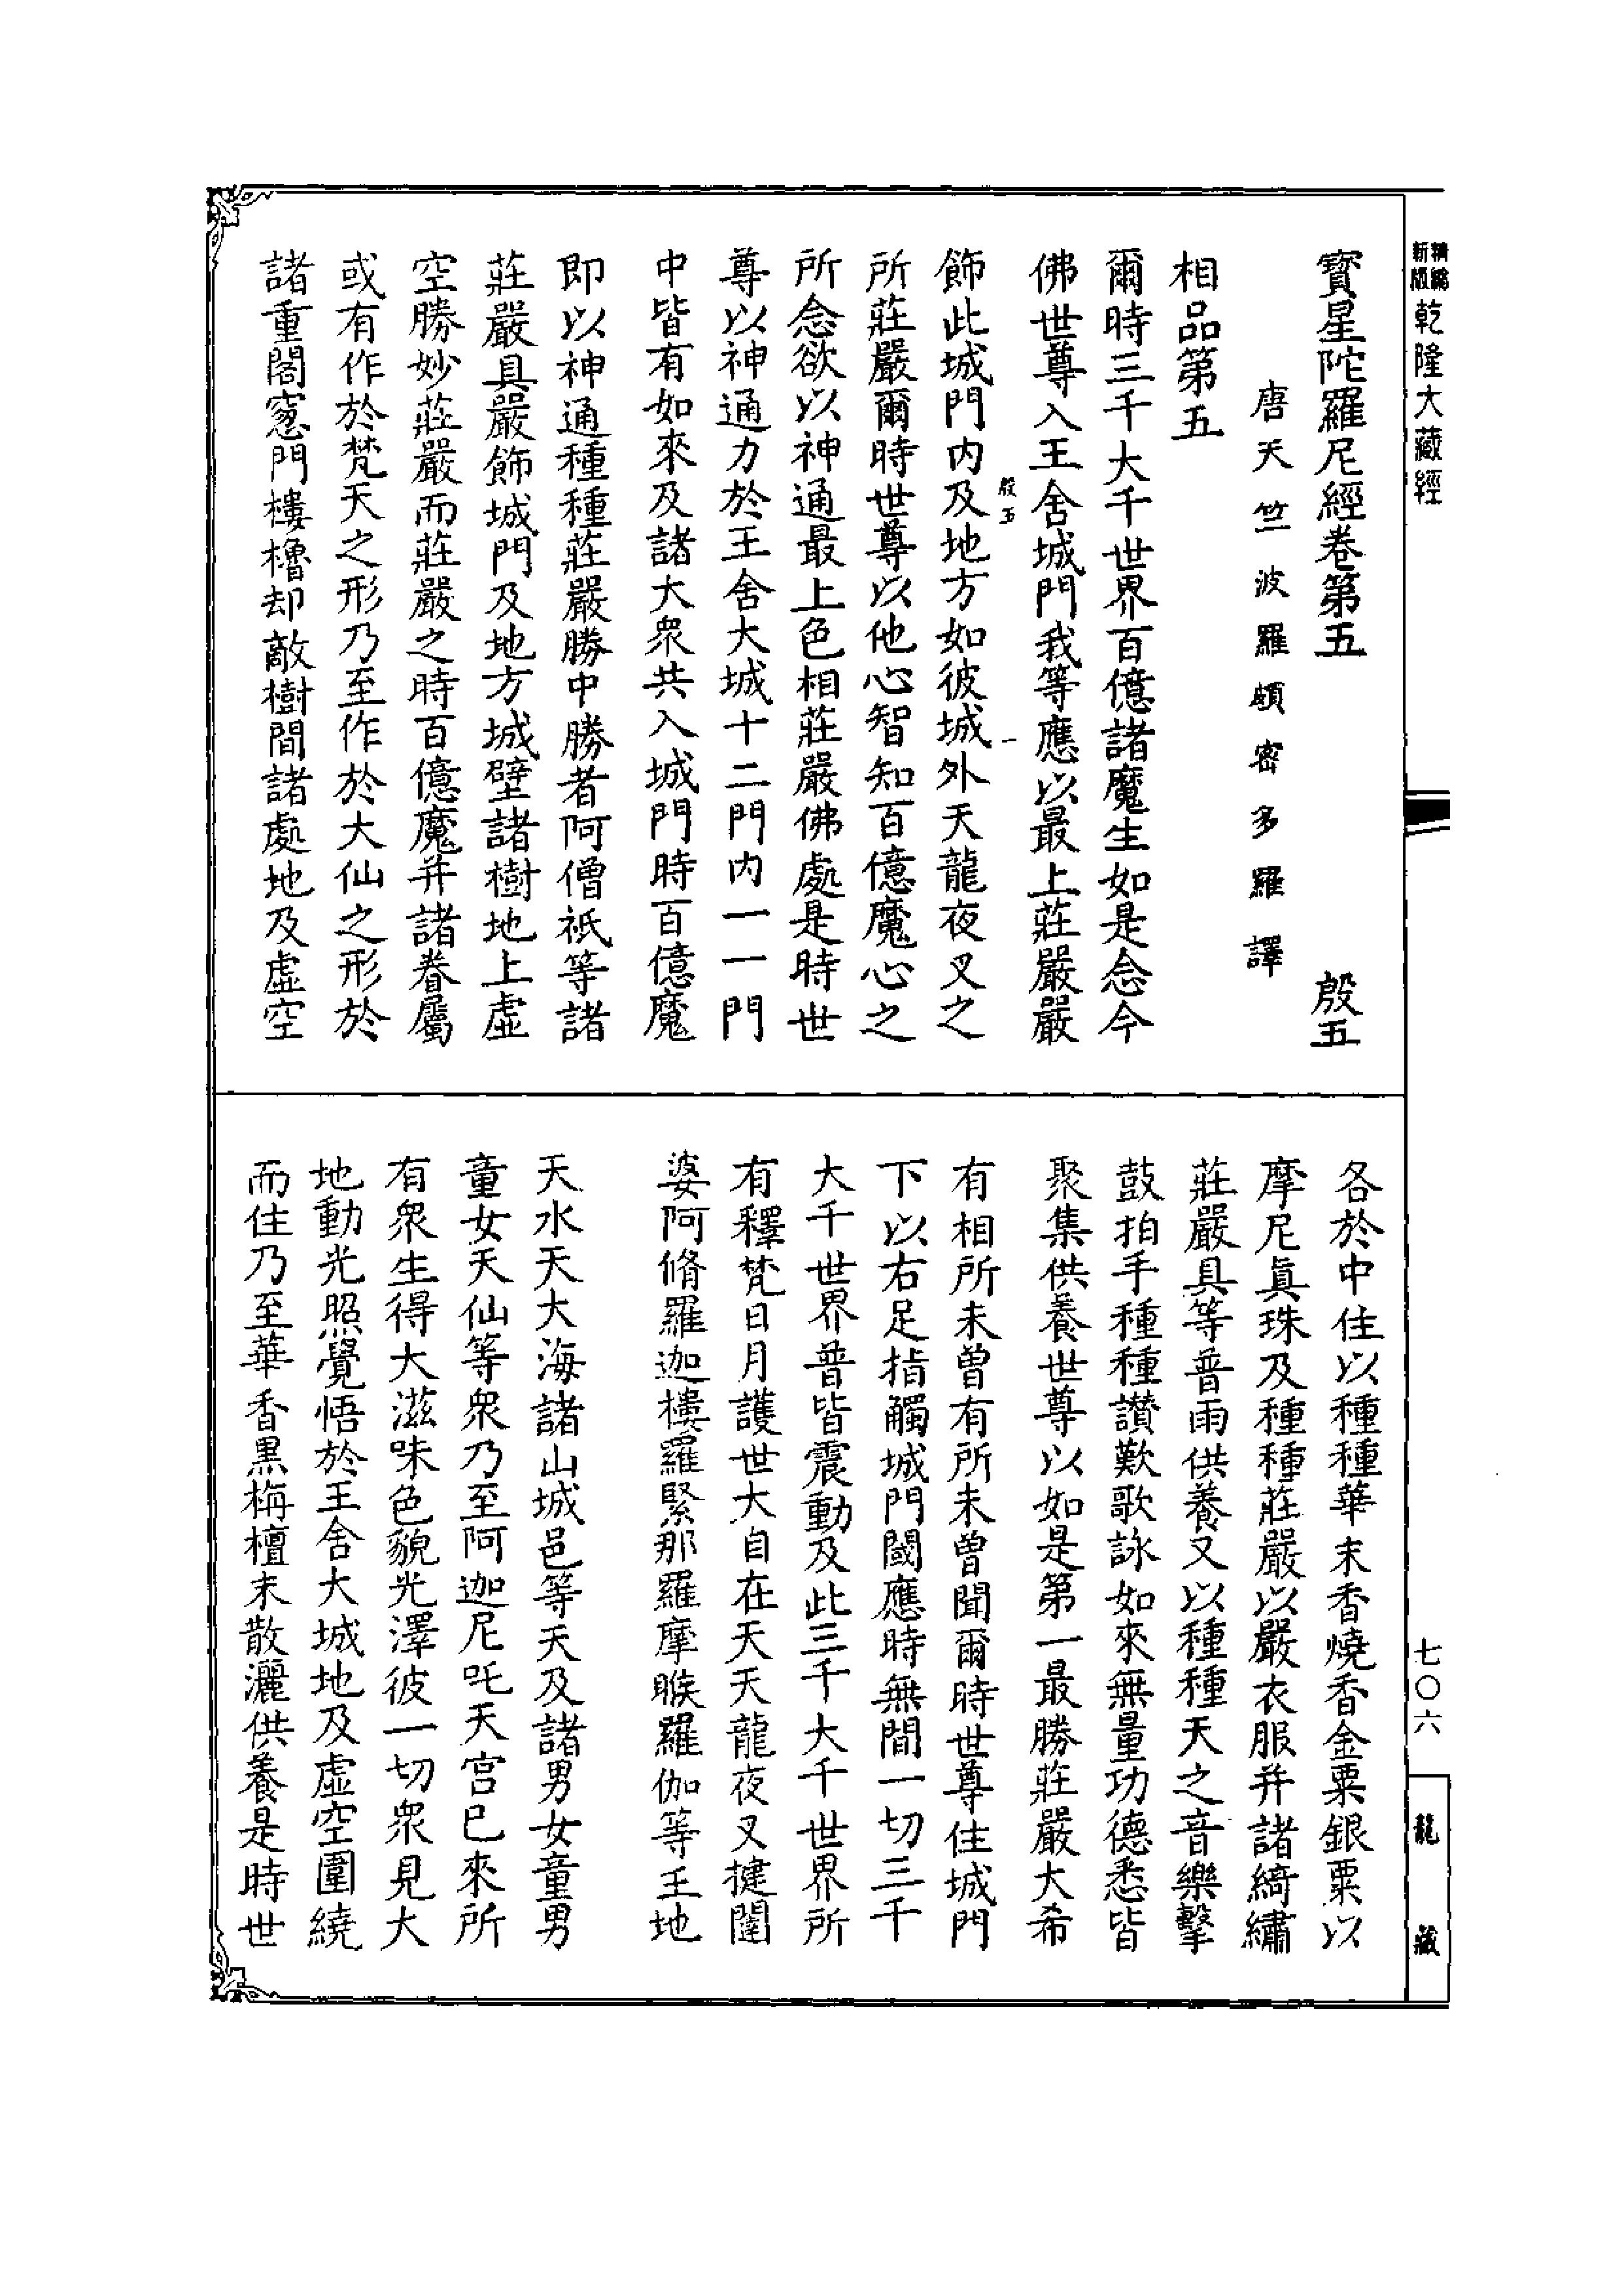 新編
精版
乾隆大藏經
七〇六
龍藏
寳星陀羅尼經卷第五 殷五
唐天竺波羅頗密多羅譯
相品第五
爾時三千大千世界百億諸魔生如是念今
佛世尊入王舍城門我等應以最上莊嚴嚴
殷五 一
飾此城門内及地方如彼城外天龍夜叉之
所莊嚴爾時世尊以他心智知百億魔心之
所念欲以神通最上色相莊嚴佛處是時世
尊以神通力於王舍大城十二門内一一門
中皆有如來及諸大衆共入城門時百億魔
即以神通種種莊嚴勝中勝者阿僧祇等諸
莊嚴具嚴飾城門及地方城壁諸樹地上虚
空勝妙莊嚴而莊嚴之時百億魔并諸眷屬
或有作於梵天之形乃至作於大仙之形於
諸重閣窻門樓櫓却敵樹間諸處地及虚空
各於中住以種種華末香燒香金粟銀粟以
摩尼眞珠及種種莊嚴以嚴衣服并諸綺繡
莊嚴具等普雨供養又以種種天之音樂擊
鼓拍手種種讃歎歌詠如來無量功德悉皆
聚集供養世尊以如是第一最勝莊嚴大希
有相所未曾有所未曾聞爾時世尊住城門
下以右足指觸城門閫應時無間一切三千
大千世界普皆震動及此三千大千世界所
有釋梵日月護世大自在天天龍夜叉揵闥
婆阿脩羅迦樓羅緊那羅摩睺羅伽等王地
天水天大海諸山城邑等天及諸男女童男
童女天仙等衆乃至阿迦尼吒天宫已來所
有衆生得大滋味色貌光澤彼一切衆見大
地動光照覺悟於王舍大城地及虚空圍繞
而住乃至華香黒栴檀末散灑供養是時世